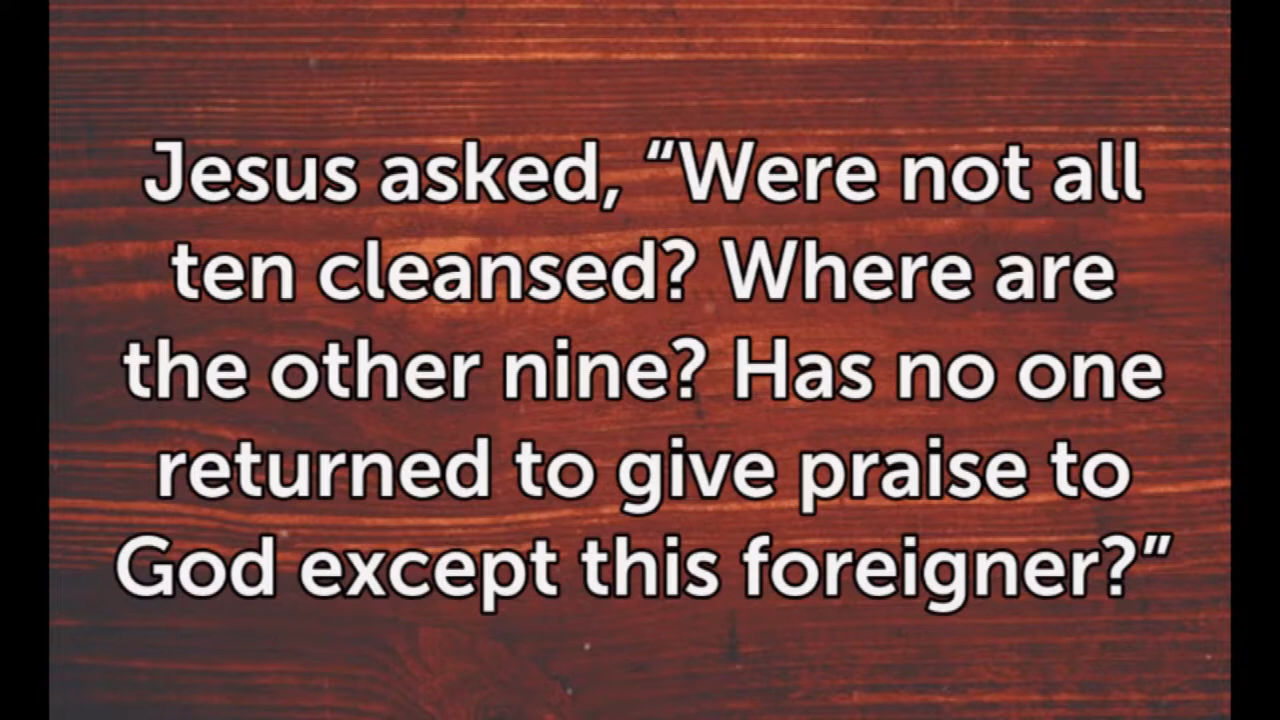 Jesus asked, “Were not all
ten cleansed? Where are
the other nine? Has no one
returned to give praise to
God except this foreigner?”